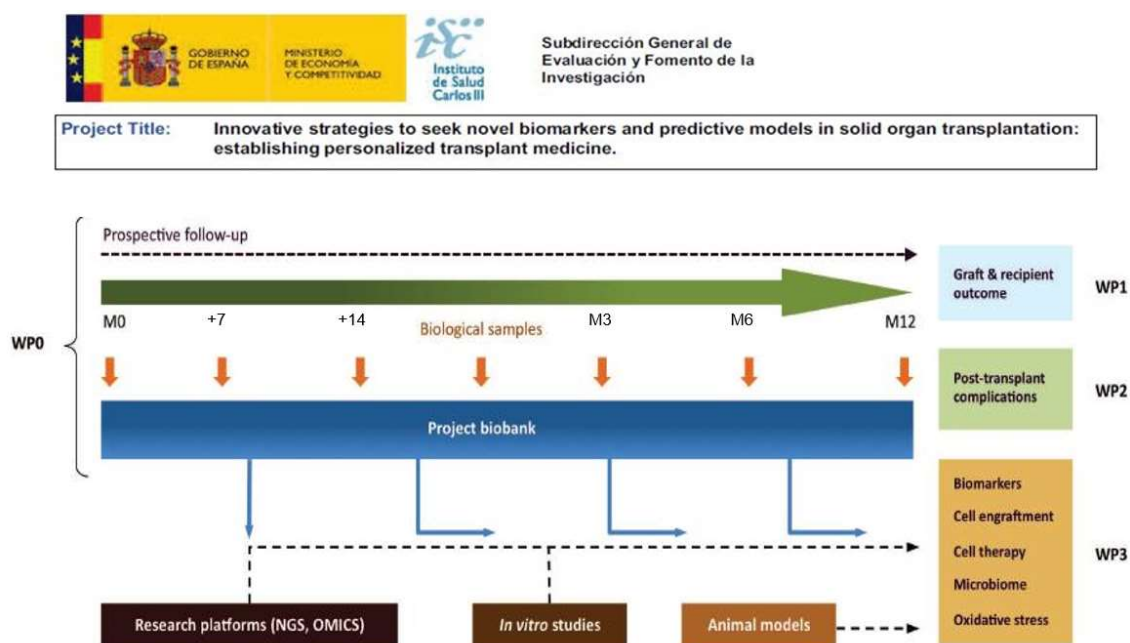 GOBIERNO
DE ESPAÑA
MINISTERIO
DE ECONOMÍA
Y COMPETITIVIDAD
isc
Instituto
de Salud
Carlos III
Subdirección General de
Evaluación y Fomento de la
Investigación
Project Title: Innovative strategies to seek novel biomarkers and predictive models in solid organ transplantation:
establishing personalized transplant medicine.
Prospective follow-up
Graft & recipient
outcome
WP1
M0 +7 +14 Biological samples M3 M6 M12
WP0
Post-transplant
complications
WP2
Project biobank
Biomarkers
Cell engraftment
Cell therapy
WP3
Microbiome
Oxidative stress
Research platforms (NGS, OMICS)
In vitro studies
Animal models